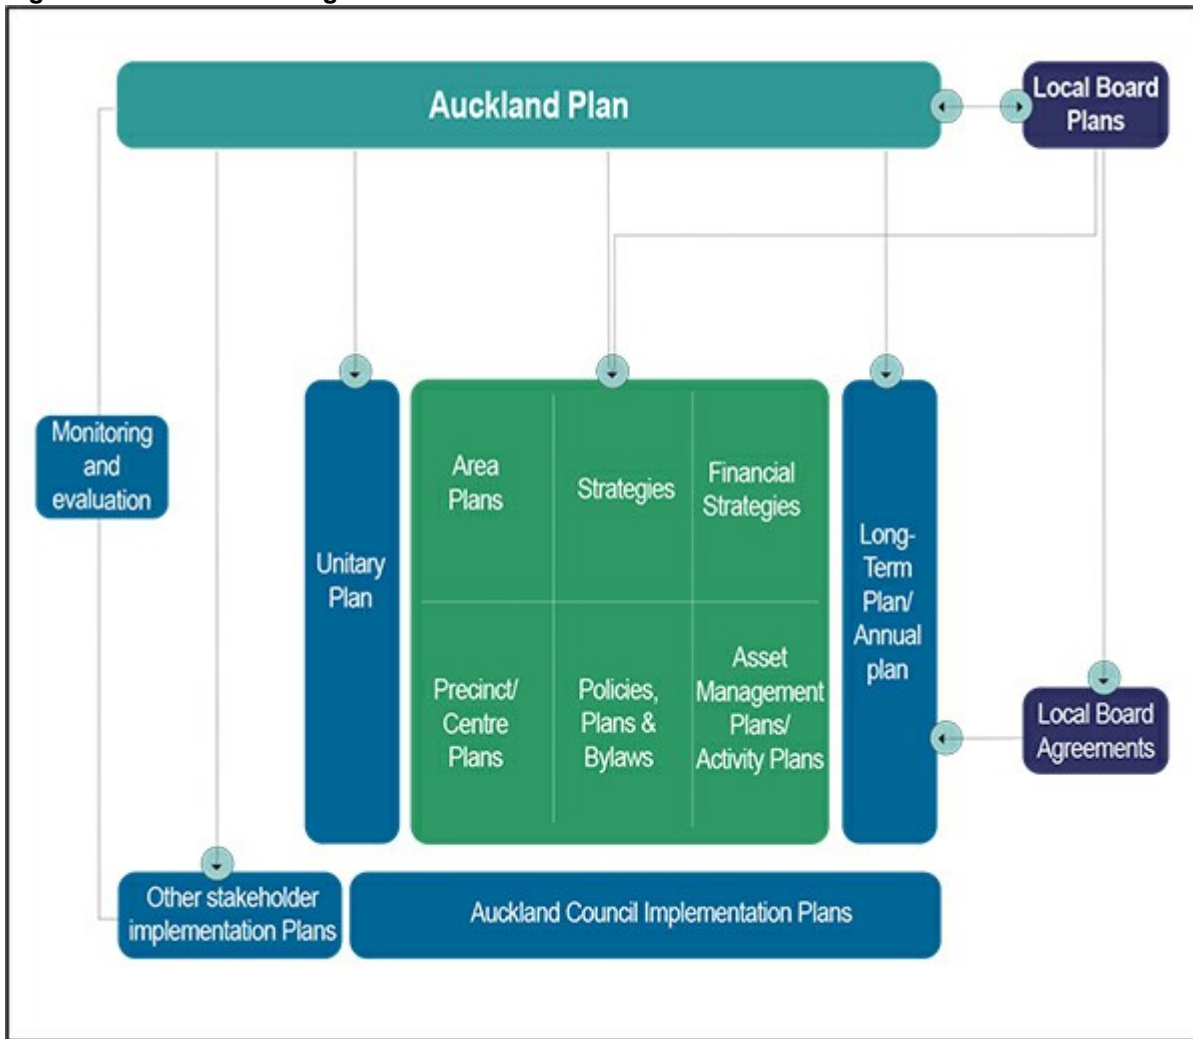 Auckland Plan
Local Board
Plans
Monitoring
and
evaluation
Unitary
Plan
Area
Plans
Strategies
Financial
Strategies
Precinct/
Centre
Plans
Policies,
Plans &
Bylaws
Asset
Management
Plans/
Activity Plans
Long-
Term
Plan/
Annual
plan
Local Board
Agreements
Other stakeholder
implementation Plans
Auckland Council Implementation Plans